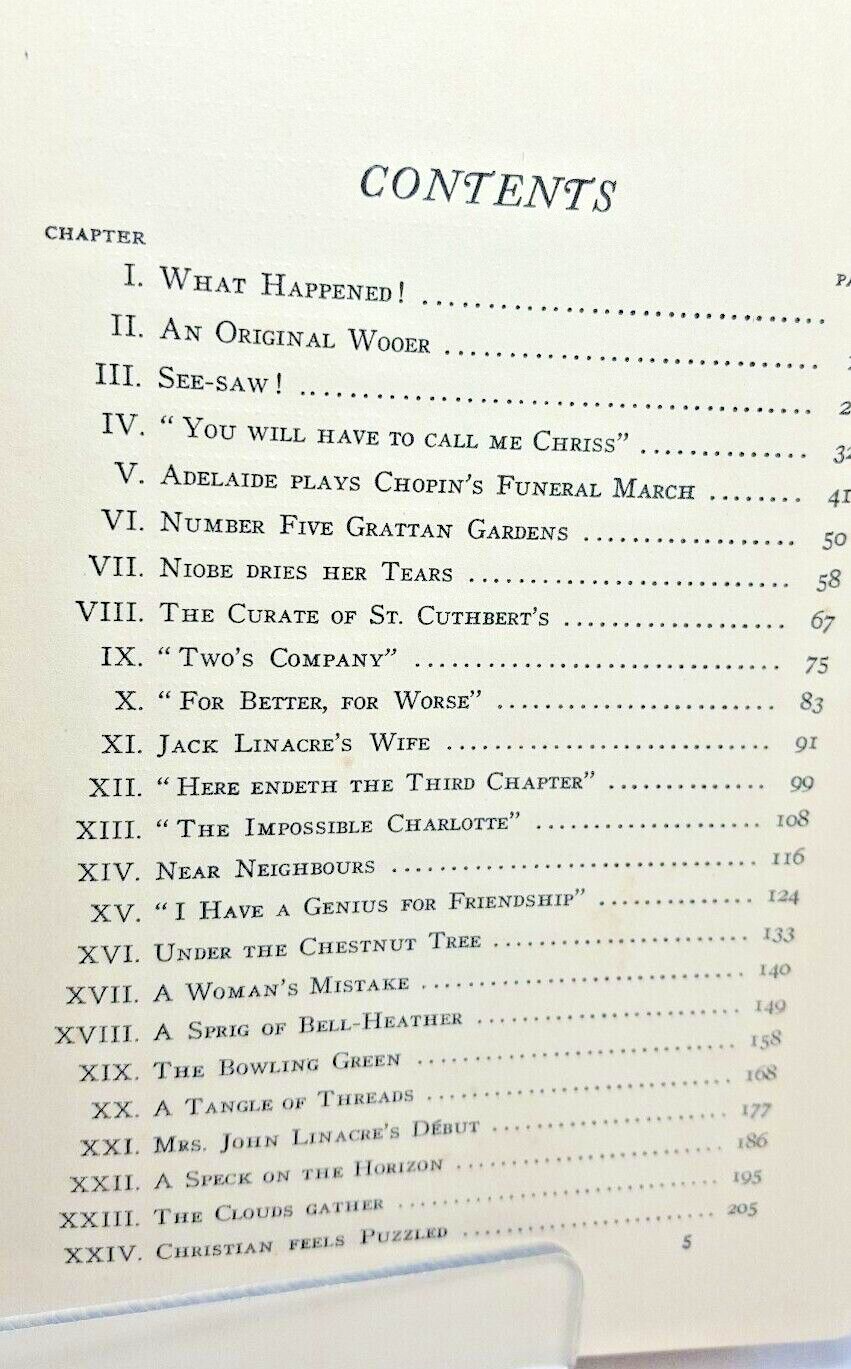 CONTENTS
CHAPTER
I. WHAT HAPPENED! ........................................
II. AN ORIGINAL WOOER ........................................
III. SEE-SAW! ........................................
IV. "YOU WILL HAVE TO CALL ME CHRISS" .............. 32
V. ADELAIDE PLAYS CHOPIN'S FUNERAL MARCH ........ 41
VI. NUMBER FIVE GRATTAN GARDENS .................. 50
VII. NIOBE DRIES HER TEARS ........................... 58
VIII. THE CURATE OF ST. CUTHBERT'S ................... 67
IX. "TWO'S COMPANY" ................................ 75
X. "FOR BETTER, FOR WORSE" ........................ 83
XI. JACK LINACRE'S WIFE ............................ 91
XII. "HERE ENDETH THE THIRD CHAPTER" .............. 99
XIII. "THE IMPOSSIBLE CHARLOTTE" .................... 108
XIV. NEAR NEIGHBOURS ................................ 116
XV. "I HAVE A GENIUS FOR FRIENDSHIP" .............. 124
XVI. UNDER THE CHESTNUT TREE ........................ 133
XVII. A WOMAN'S MISTAKE .............................. 140
XVIII. A SPRIG OF BELL-HEATHER ........................ 149
XIX. THE BOWLING GREEN .............................. 158
XX. A TANGLE OF THREADS ............................ 168
XXI. MRS. JOHN LINACRE'S DÉBUT ...................... 177
XXII. A SPECK ON THE HORIZON ........................ 186
XXIII. THE CLOUDS GATHER .............................. 195
XXIV. CHRISTIAN FEELS PUZZLED ........................ 205
5